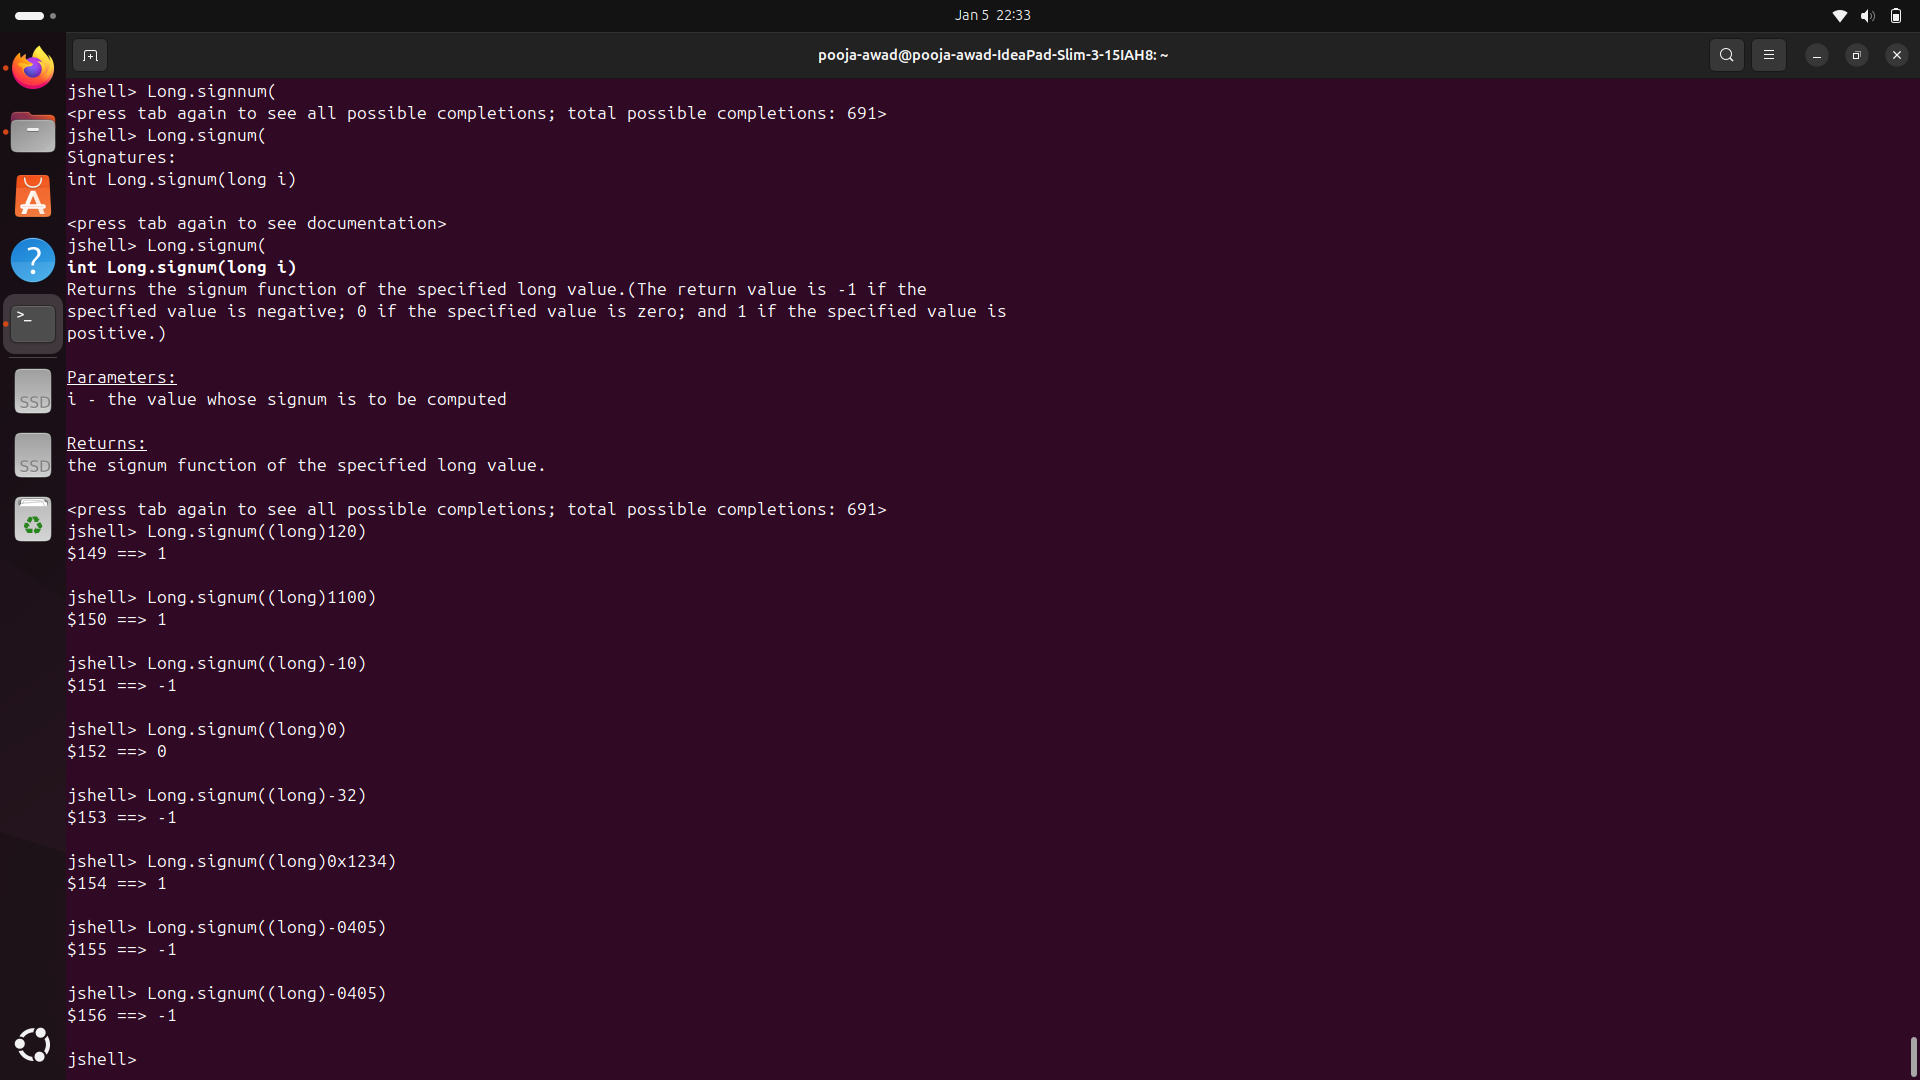 Jan 5 22:33
pooja-awad@pooja-awad-IdeaPad-Slim-3-15IAH8: ~
jshell> Long.signnum(
<press tab again to see all possible completions; total possible completions: 691>
jshell> Long.signum(
Signatures:
int Long.signum(long i)
<press tab again to see documentation>
jshell> Long.signum(
int Long.signum(long i)
Returns the signum function of the specified long value.(The return value is -1 if the
specified value is negative; 0 if the specified value is zero; and 1 if the specified value is
positive.)
Parameters:
i - the value whose signum is to be computed
Returns:
the signum function of the specified long value.
<press tab again to see all possible completions; total possible completions: 691>
jshell> Long.signum((long)120)
$149 ==> 1
jshell> Long.signum((long)1100)
$150 ==> 1
jshell> Long.signum((long)-10)
$151 ==> -1
jshell> Long.signum((long)0)
$152 ==> 0
jshell> Long.signum((long)-32)
$153 ==> -1
jshell> Long.signum((long)0x1234)
$154 ==> 1
jshell> Long.signum((long)-0405)
$155 ==> -1
jshell> Long.signum((long)-0405)
$156 ==> -1
jshell>
>_
SSD
SSD